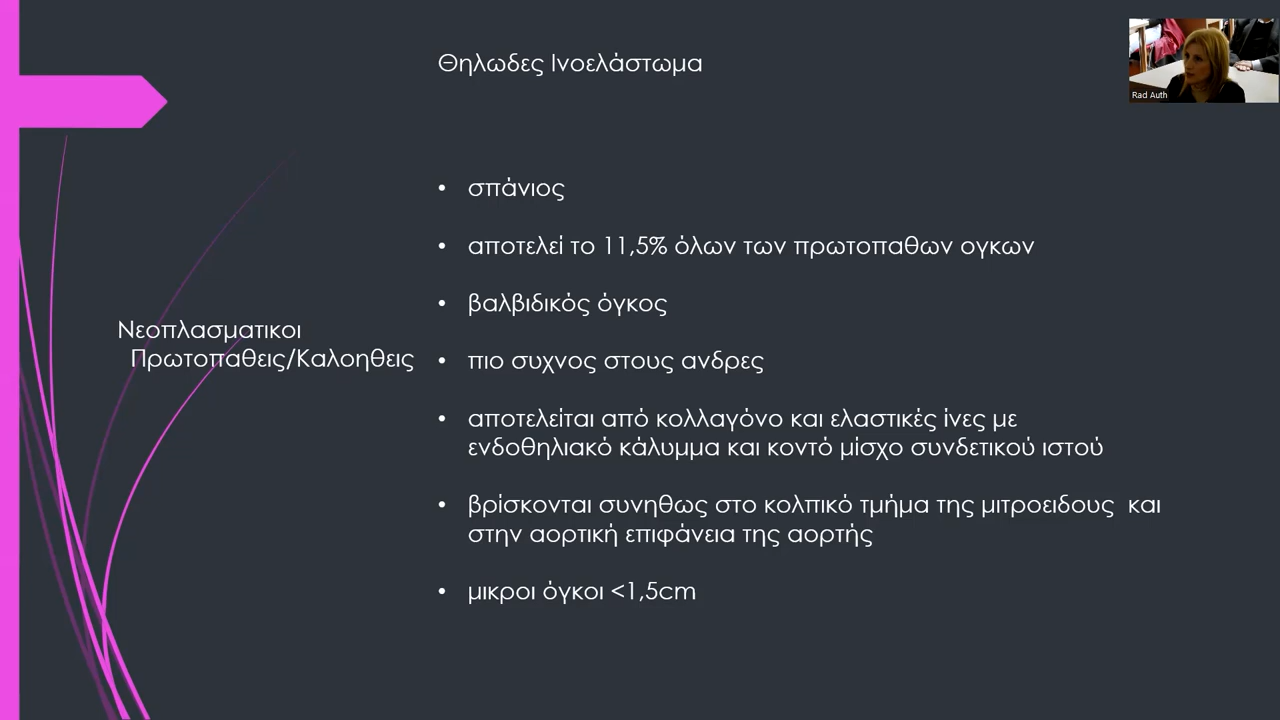 Θηλωδες Ινοελάστωμα
Rad Auth
Νεοπλασματικοι
Πρωτοπαθεις/Καλοηθεις
• σπάνιος
• αποτελεί το 11,5% όλων των πρωτοπαθων ογκων
• βαλβιδικός όγκος
• πιο συχνος στους ανδρες
• αποτελείται από κολλαγόνο και ελαστικές ίνες με
ενδοθηλιακό κάλυμμα και κοντό μίσχο συνδετικού ιστού
• βρίσκονται συνηθως στο κολπικό τμήμα της μιτροειδους και
στην αορτική επιφάνεια της αορτής
• μικροι όγκοι <1,5cm